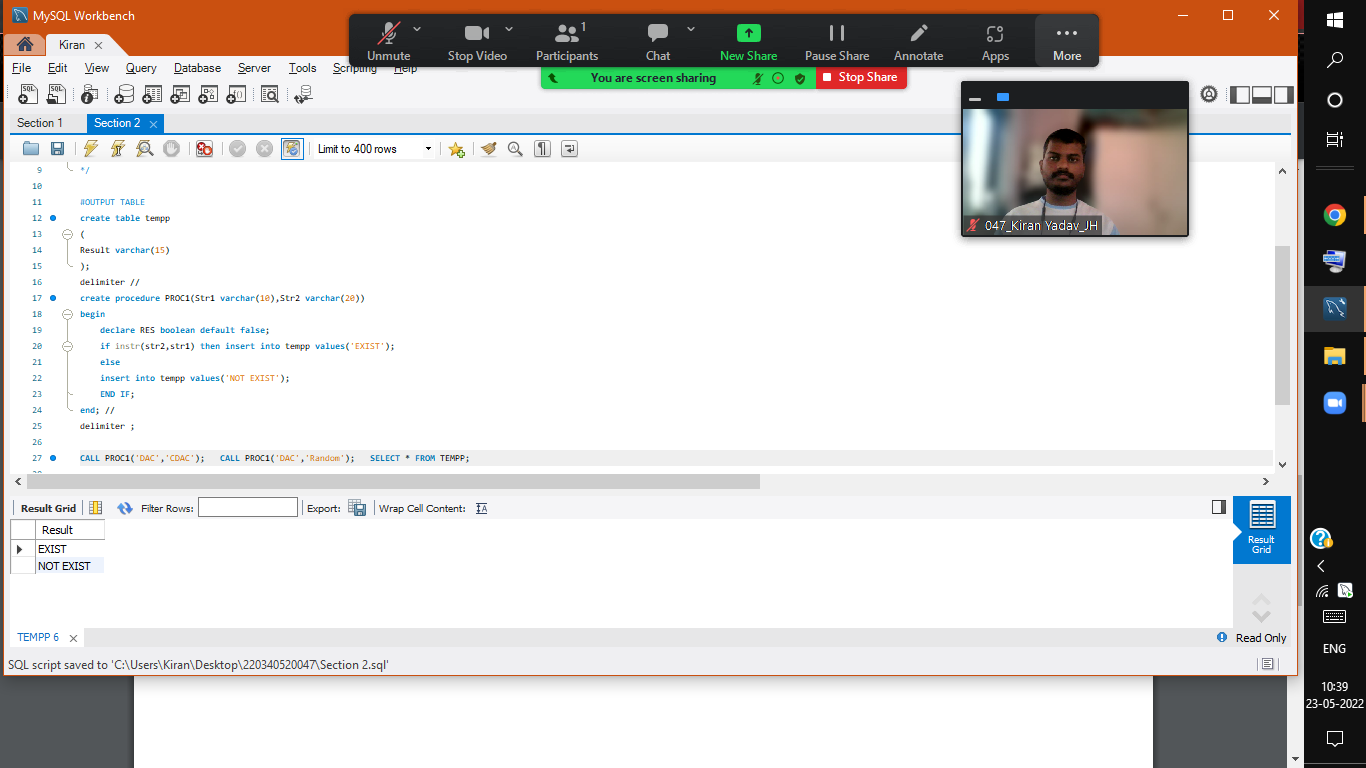 MySQL Workbench
Kiran
File Edit View Query Database Server Tools Scripting Help
Unmute Stop Video Participants 1 Chat New Share Pause Share Annotate Apps More
You are screen sharing Stop Share
Section 1 Section 2
Limit to 400 rows
047_Kiran Yadav_JH
9 */
10
11 #OUTPUT TABLE
12 create table tempp
13 (
14 Result varchar(15)
15 );
16 delimiter //
17 create procedure PROC1(Str1 varchar(10),Str2 varchar(20))
18 begin
19 declare RES boolean default false;
20 if instr(str2,str1) then insert into tempp values('EXIST');
21 else
22 insert into tempp values('NOT EXIST');
23 END IF;
24 end; //
25 delimiter ;
26
27 CALL PROC1('DAC','CDAC'); CALL PROC1('DAC','Random'); SELECT * FROM TEMPP;
Result Grid Filter Rows: Export: Wrap Cell Content:
Result
EXIST
NOT EXIST
Result
Grid
TEMPP 6
Read Only
SQL script saved to 'C:\Users\Kiran\Desktop\220340520047\Section 2.sql'
ENG
10:39
23-05-2022